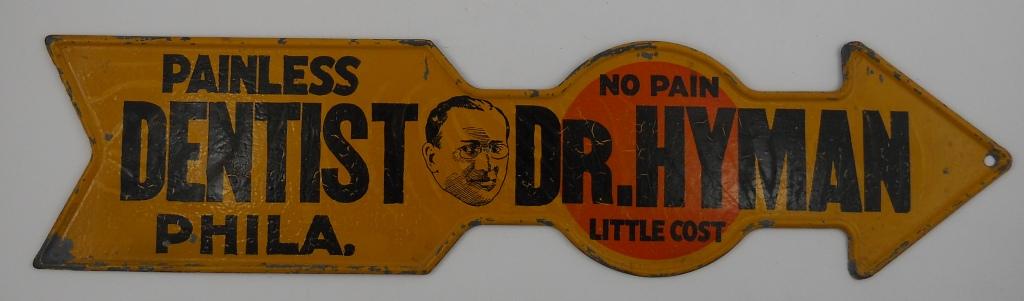 PAINLESS
DENTIST
PHILA.
NO PAIN
DR. HYMAN
LITTLE COST